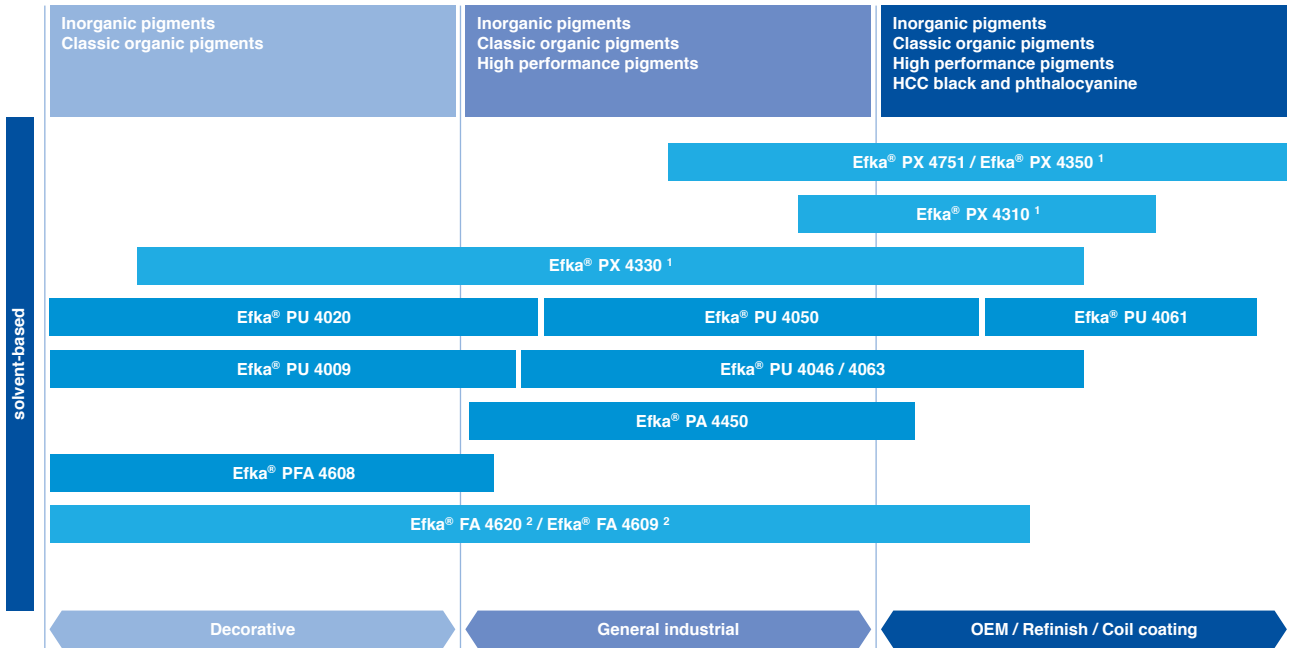 Inorganic pigments
Classic organic pigments
Inorganic pigments
Classic organic pigments
High performance pigments
Inorganic pigments
Classic organic pigments
High performance pigments
HCC black and phthalocyanine
solvent-based
Efka® PX 4751 / Efka® PX 4350 ¹
Efka® PX 4310 ¹
Efka® PX 4330 ¹
Efka® PU 4020
Efka® PU 4050
Efka® PU 4061
Efka® PU 4009
Efka® PU 4046 / 4063
Efka® PA 4450
Efka® PFA 4608
Efka® FA 4620 ² / Efka® FA 4609 ²
Decorative
General industrial
OEM / Refinish / Coil coating